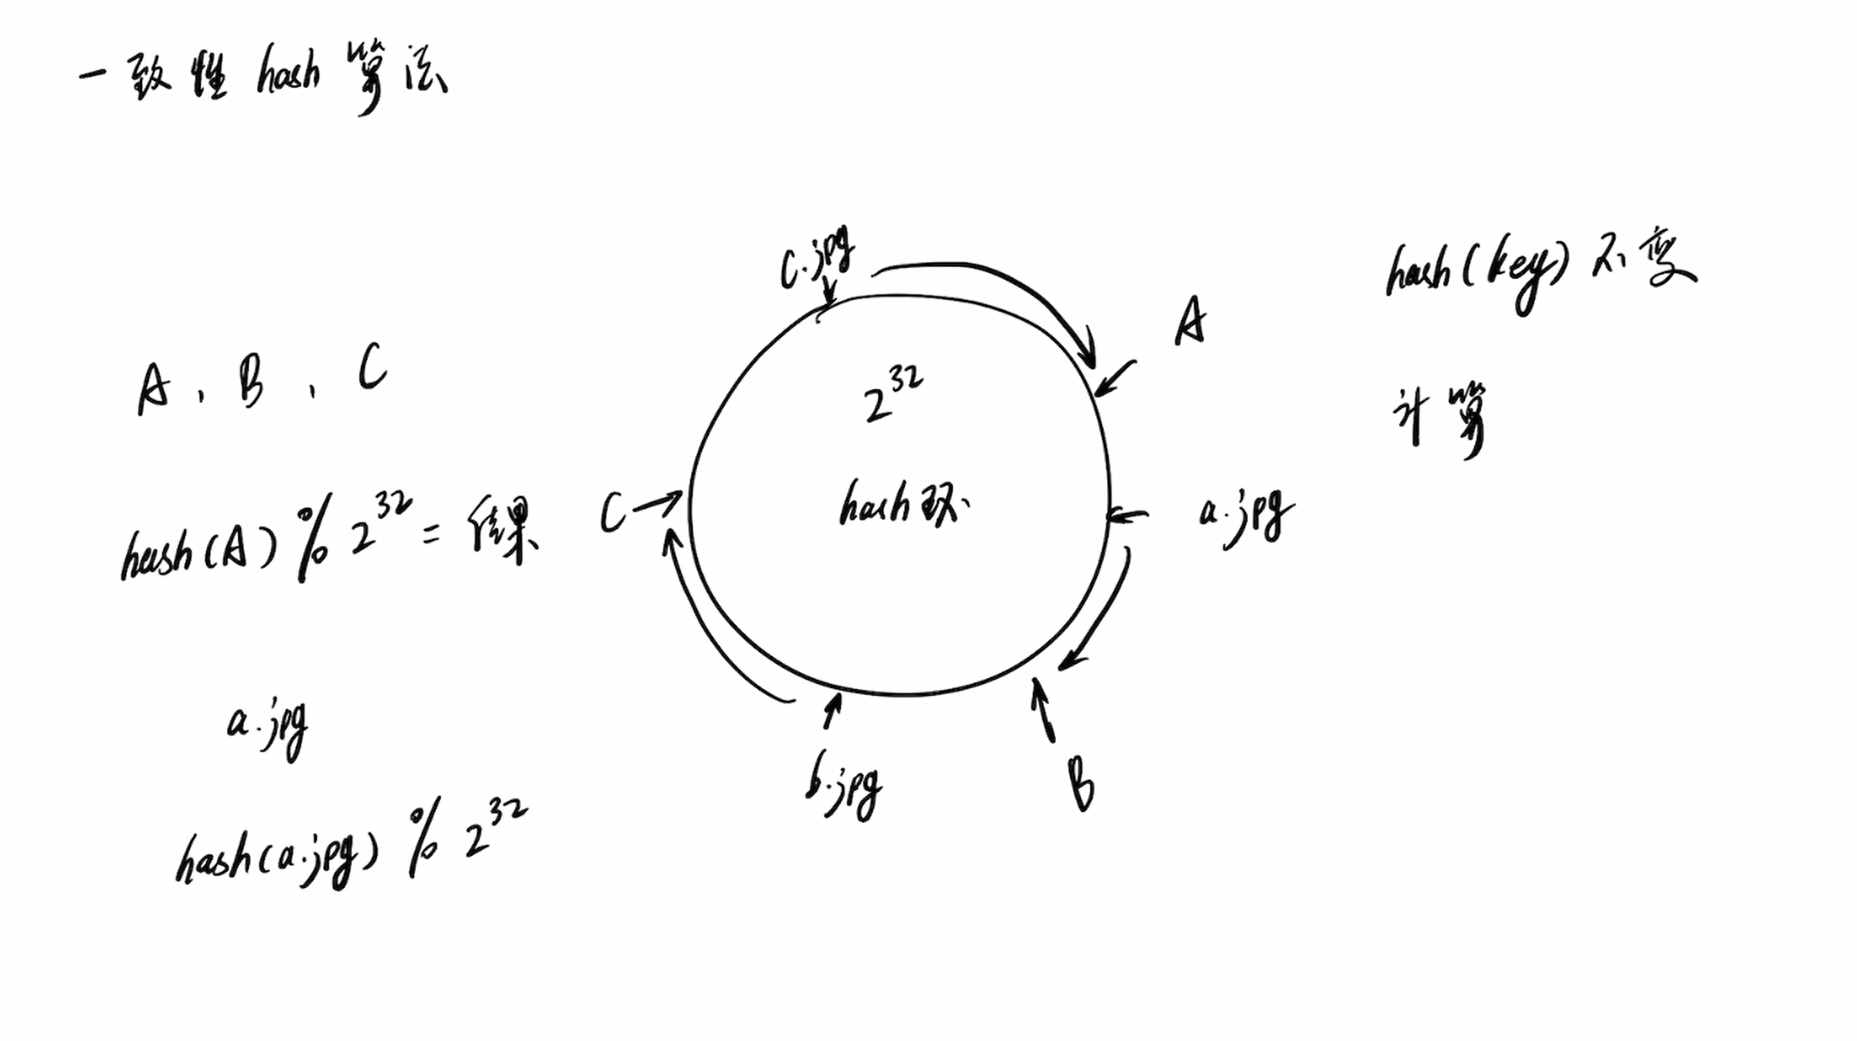 一致性 hash 算法
A , B , C
hash(A) % 2^32 = 结果
a.jpg
hash(a.jpg) % 2^32
c.jpg
A
2^32
hash环
C
a.jpg
b.jpg
B
hash(key) 不变
计算